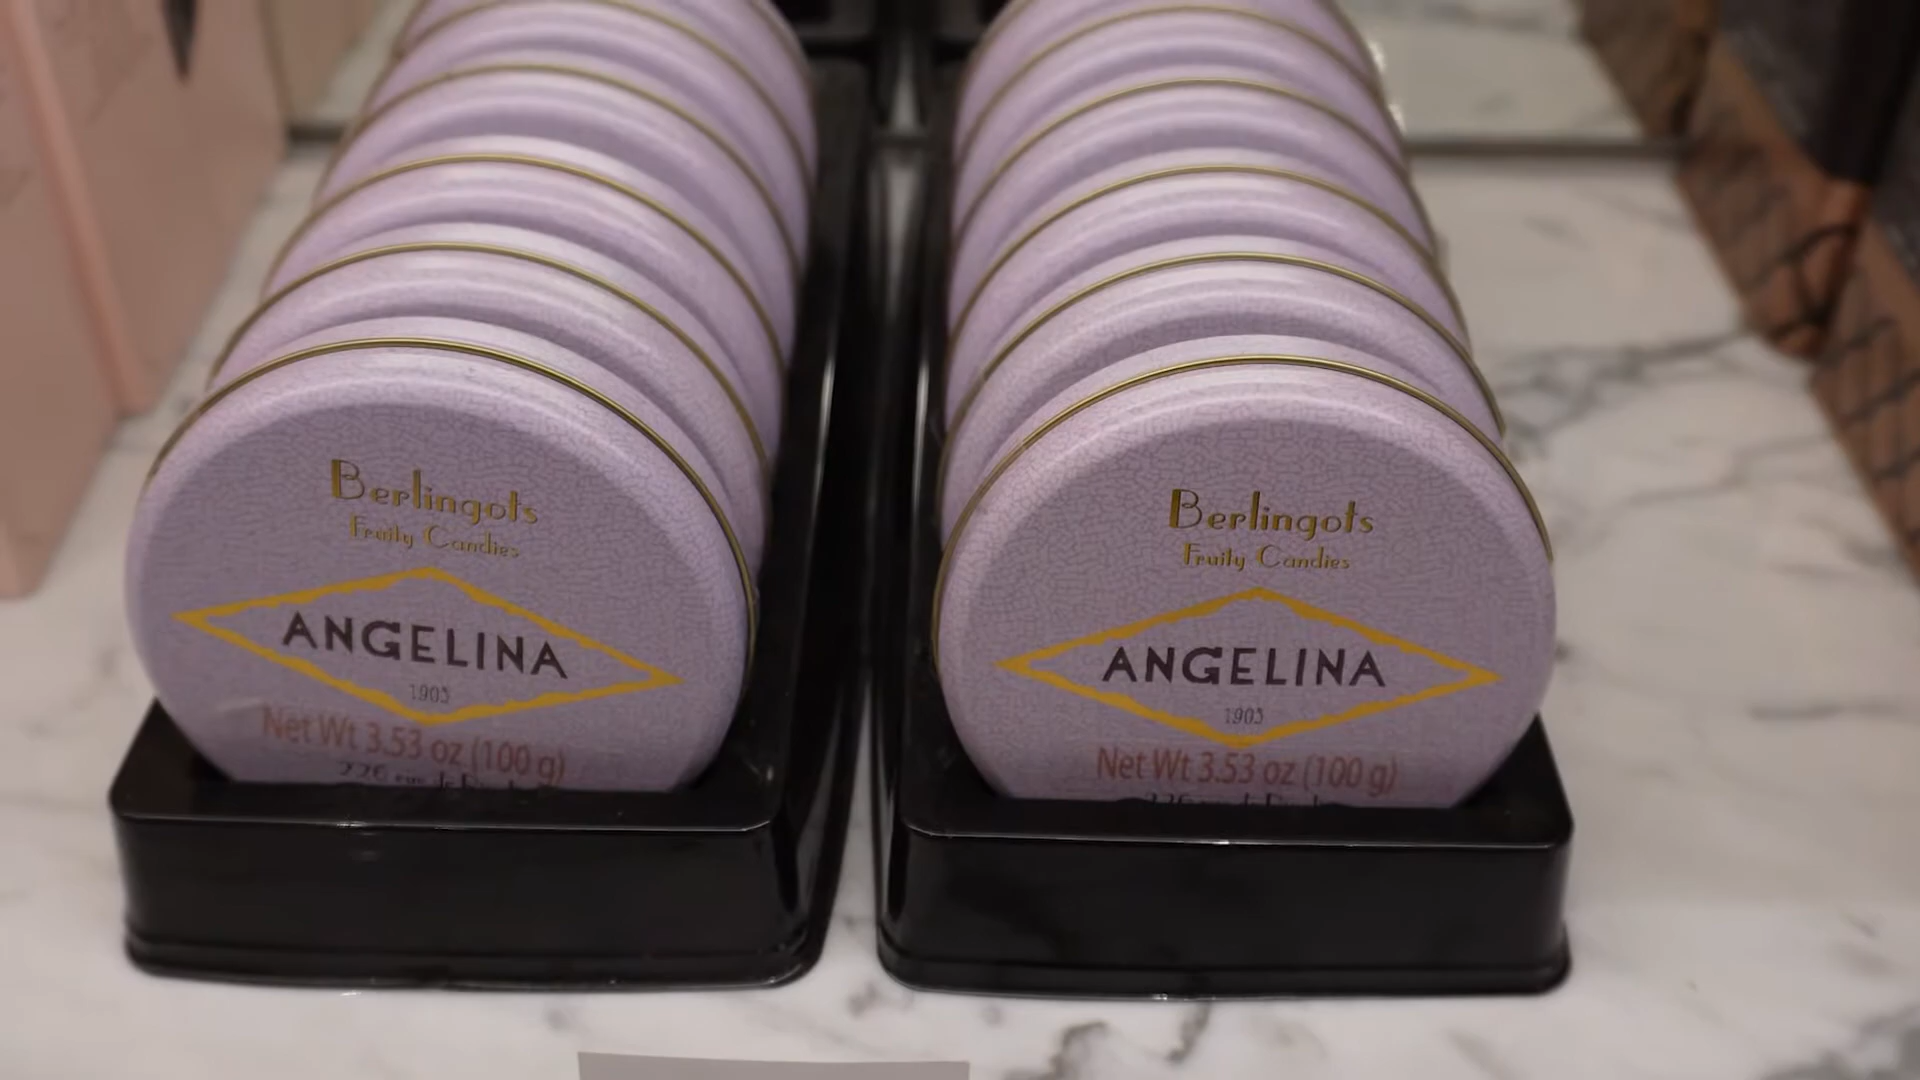 Berlingots
Fruity Candies
ANGELINA
1903
Net Wt 3.53 oz (100 g)
Berlingots
Fruity Candies
ANGELINA
1903
Net Wt 3.53 oz (100 g)